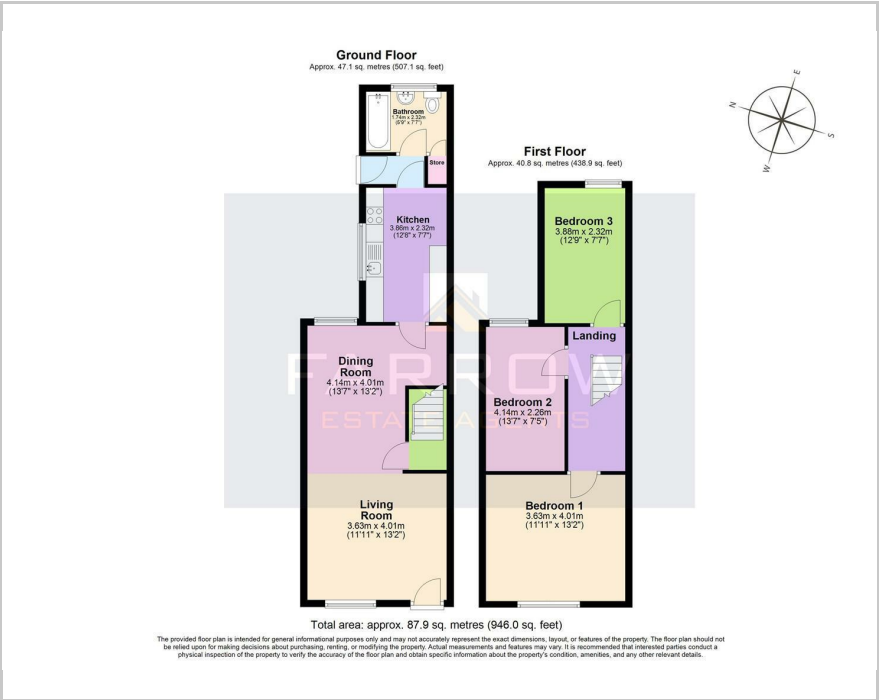 Ground Floor
Approx. 47.1 sq. metres (507.1 sq. feet)
Bathroom
1.74m x 2.32m
(5'9" x 7'7")
Store
Kitchen
3.86m x 2.32m
(12'8" x 7'7")
Dining
Room
4.14m x 4.01m
(13'7" x 13'2")
Living
Room
3.63m x 4.01m
(11'11" x 13'2")
N
E
S
W
First Floor
Approx. 40.8 sq. metres (438.9 sq. feet)
Bedroom 3
3.88m x 2.32m
(12'9" x 7'7")
Landing
Bedroom 2
4.14m x 2.26m
(13'7" x 7'5")
Bedroom 1
3.63m x 4.01m
(11'11" x 13'2")
FARROW
ESTATE AGENTS
Total area: approx. 87.9 sq. metres (946.0 sq. feet)
The provided floor plan is intended for general informational purposes only and may not accurately represent the exact dimensions, layout, or features of the property. The floor plan should not
be relied upon for making decisions about purchasing, renting, or modifying the property. Actual measurements and features may vary. It is recommended that interested parties conduct a
physical inspection of the property to verify the accuracy of the floor plan and obtain specific information about the property's condition, amenities, and any other relevant details.